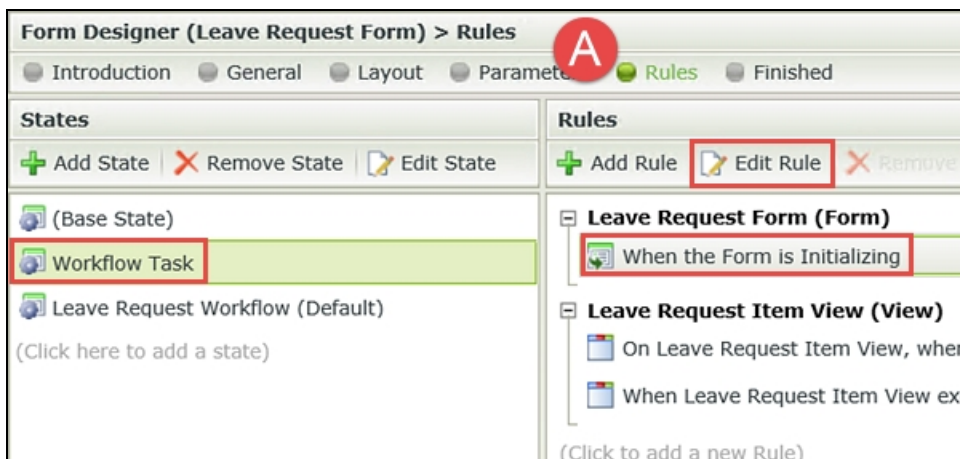 Form Designer (Leave Request Form) > Rules
A
Introduction General Layout Rules Finished
States
Add State Remove State Edit State
(Base State)
Workflow Task
Leave Request Workflow (Default)
(Click here to add a state)
Rules
Add Rule Edit Rule Remove
Leave Request Form (Form)
When the Form is Initializing
Leave Request Item View (View)
On Leave Request Item View,
When Leave Request Item View
(Click to add a new Rule)